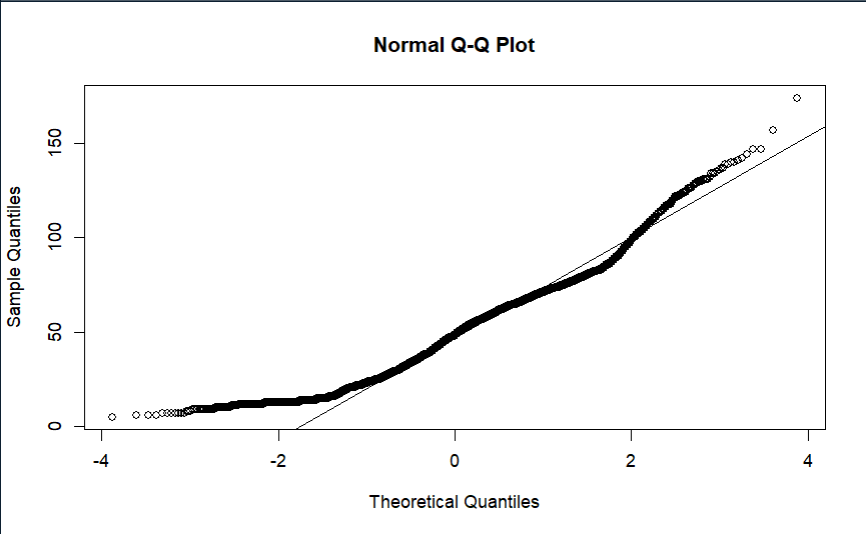 Normal Q-Q Plot
150
100
50
0
Sample Quantiles
-4 -2 0 2 4
Theoretical Quantiles